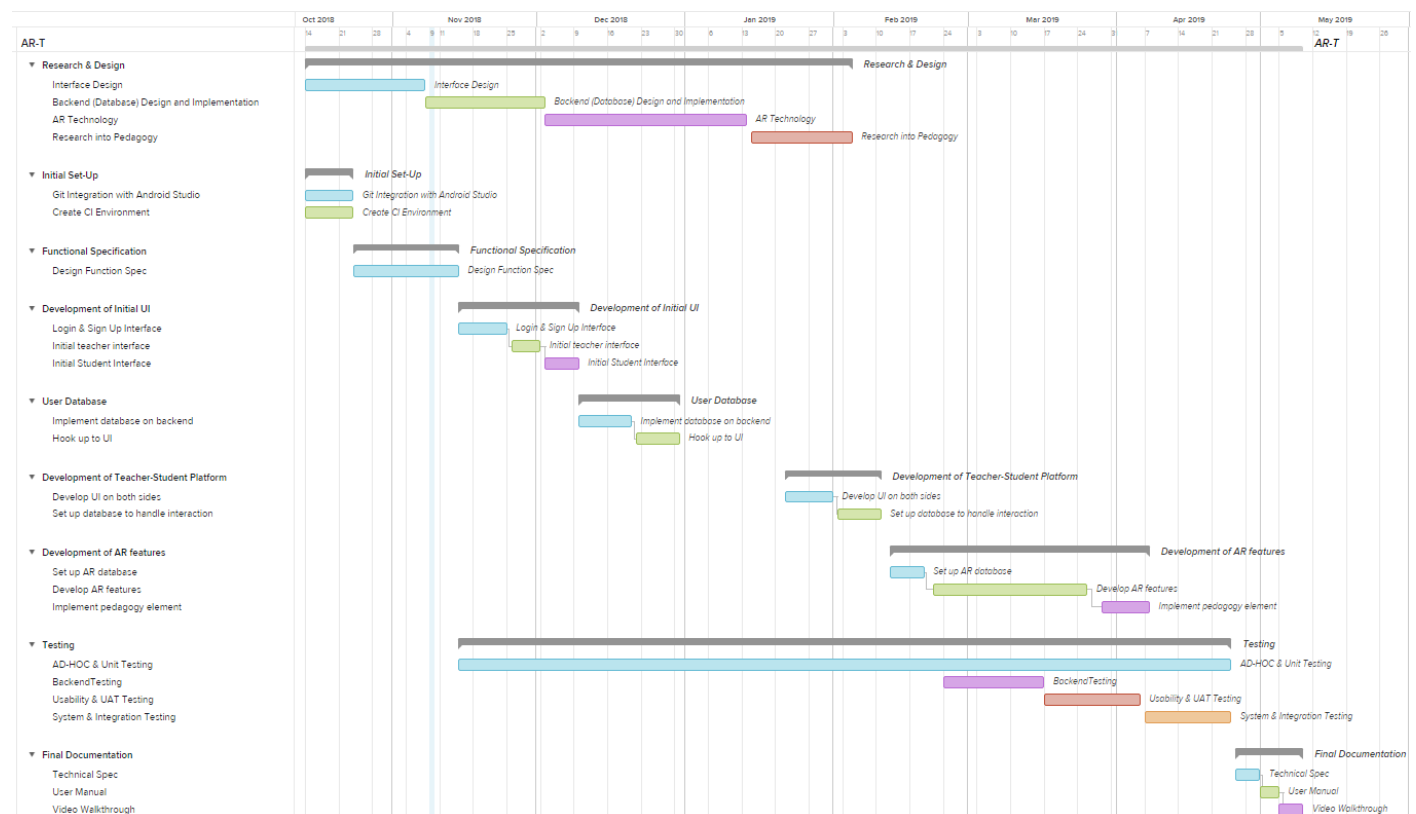 Oct 2018 Nov 2018 Dec 2018 Jan 2019 Feb 2019 Mar 2019 Apr 2019 May 2019
14 21 28 4 9 11 18 25 2 9 16 23 30 6 13 20 27 3 10 17 24 3 10 17 24 3 7 14 21 28 5 12 19 26
AR-T AR-T
Research & Design Research & Design
Interface Design Interface Design
Backend (Database) Design and Implementation Backend (Database) Design and Implementation
AR Technology AR Technology
Research into Pedagogy Research into Pedagogy
Initial Set-Up Initial Set-Up
Git Integration with Android Studio Git Integration with Android Studio
Create CI Environment Create CI Environment
Functional Specification Functional Specification
Design Function Spec Design Function Spec
Development of Initial UI Development of Initial UI
Login & Sign Up Interface Login & Sign Up Interface
Initial teacher interface Initial teacher interface
Initial Student Interface Initial Student Interface
User Database User Database
Implement database on backend Implement database on backend
Hook up to UI Hook up to UI
Development of Teacher-Student Platform Development of Teacher-Student Platform
Develop UI on both sides Develop UI on both sides
Set up database to handle interaction Set up database to handle interaction
Development of AR features Development of AR features
Set up AR database Set up AR database
Develop AR features Develop AR features
Implement pedagogy element Implement pedagogy element
Testing Testing
AD-HOC & Unit Testing AD-HOC & Unit Testing
BackendTesting BackendTesting
Usability & UAT Testing Usability & UAT Testing
System & Integration Testing System & Integration Testing
Final Documentation Final Documentation
Technical Spec Technical Spec
User Manual User Manual
Video Walkthrough Video Walkthrough